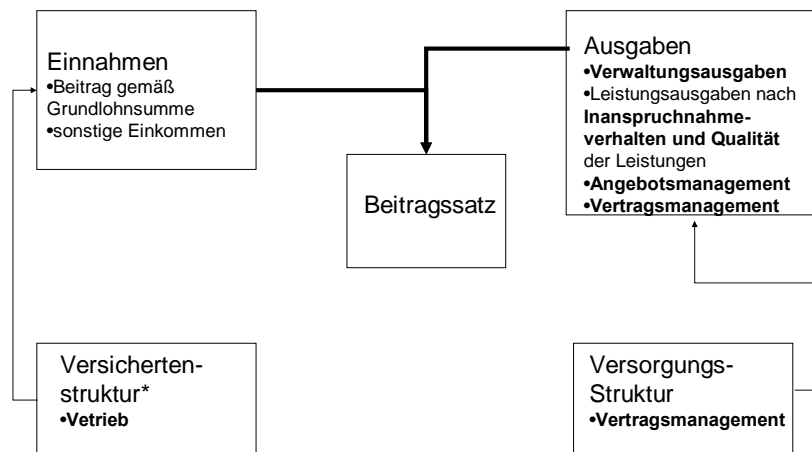 Einnahmen
•Beitrag gemäß
Grundlohnsumme
•sonstige Einkommen
Ausgaben
•Verwaltungsausgaben
•Leistungsausgaben nach
Inanspruchnahme-
verhalten und Qualität
der Leistungen
•Angebotsmanagement
•Vertragsmanagement
Beitragssatz
Versicherten-
struktur*
•Vetrieb
Versorgungs-
Struktur
•Vertragsmanagement